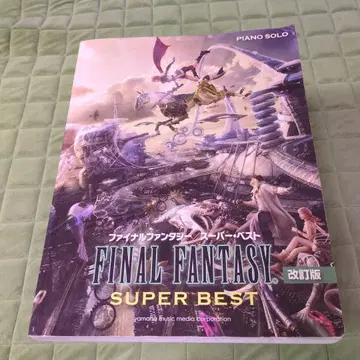 PIANO SOLO
ファイナルファンタジー／スーパー・ベスト
FINAL FANTASY® 改訂版
SUPER BEST
yamaha music media corporation